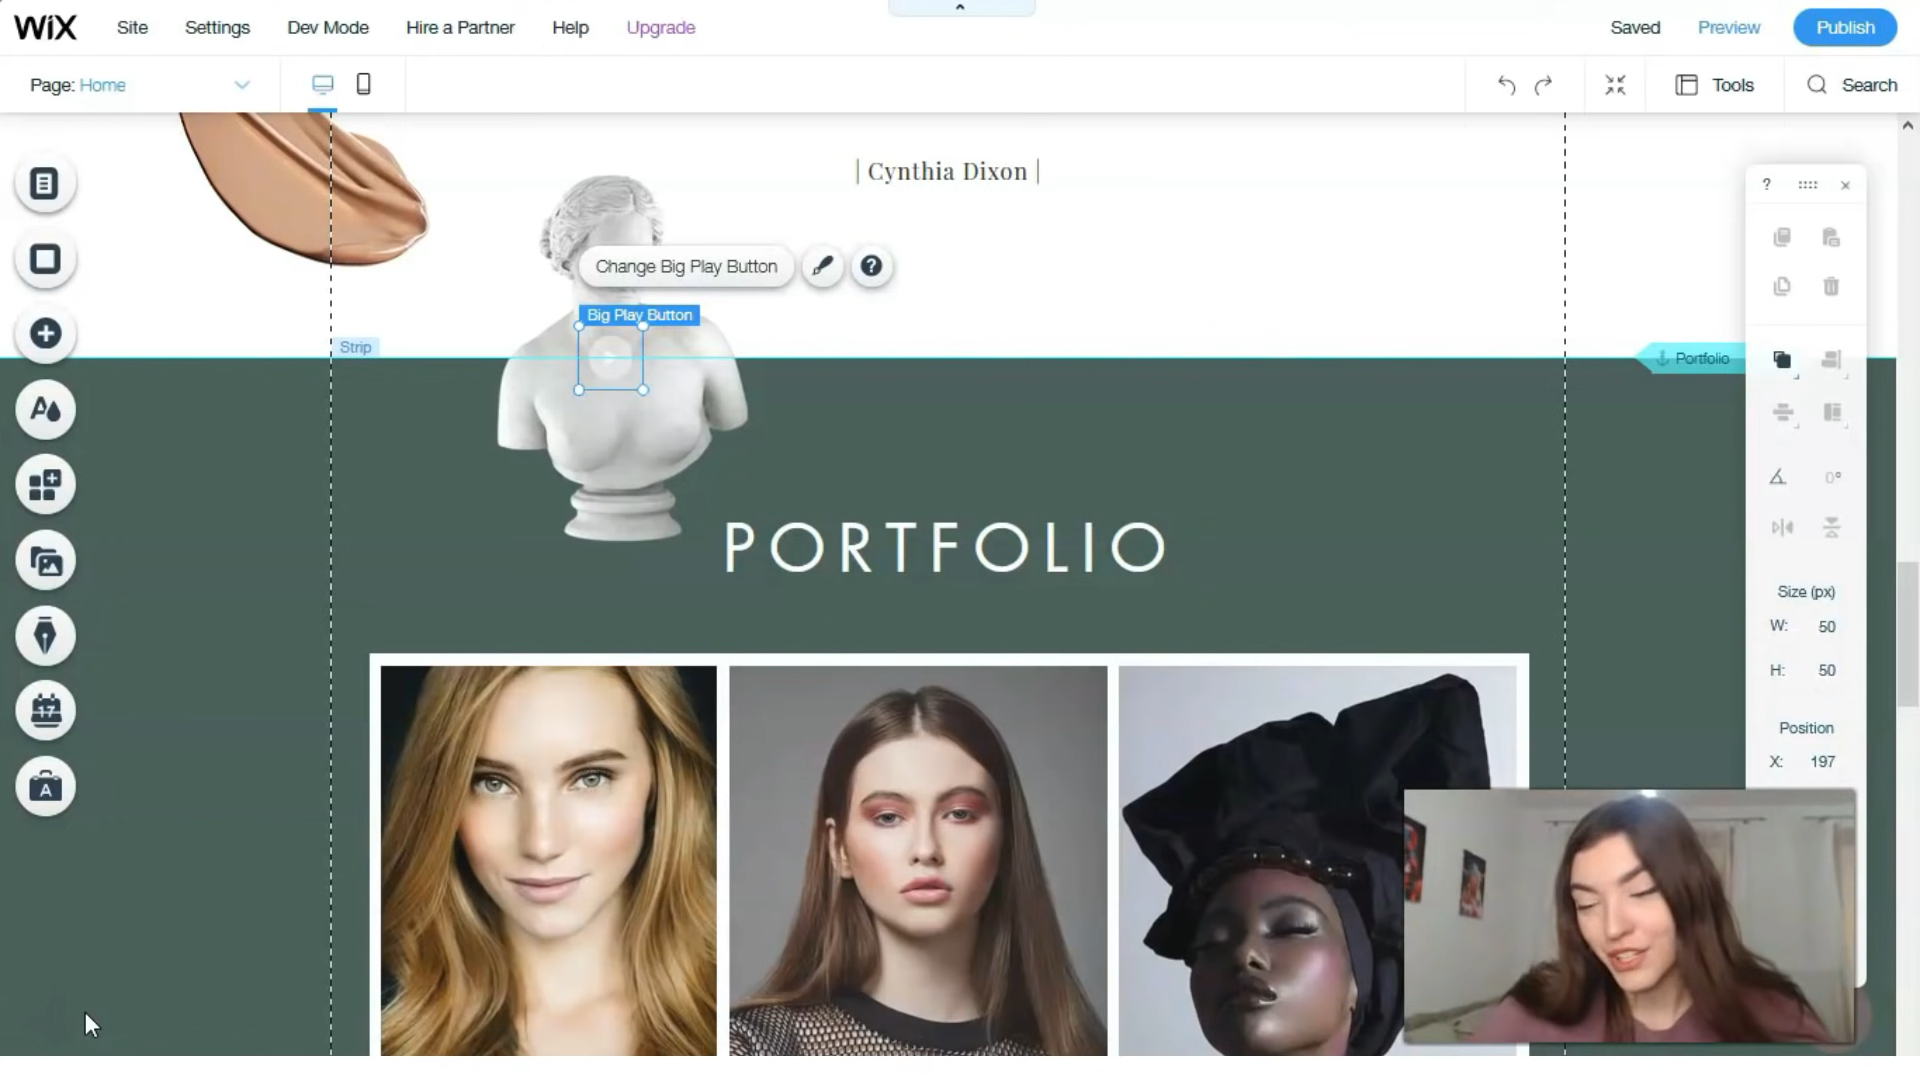 WiX
Site
Settings
Dev Mode
Hire a Partner
Help
Upgrade
Saved
Preview
Publish
Page: Home
Tools
Search
| Cynthia Dixon |
?
Change Big Play Button
?
Big Play Button
Strip
Portfolio
A
0°
PORTFOLIO
Size (px)
W: 50
H: 50
17
Position
X: 197
A